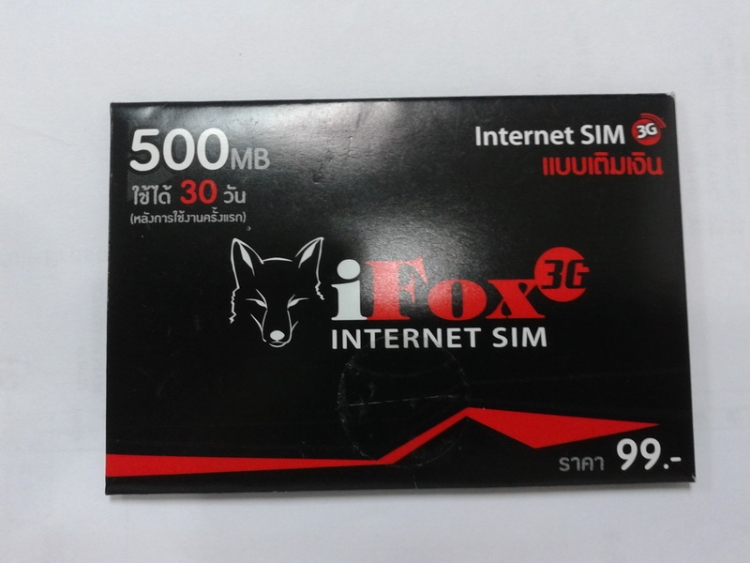 500MB
ใช้ได้ 30 วัน
(หลังการใช้งานครั้งแรก)
Internet SIM 3G
แบบเติมเงิน
iFox 3G
INTERNET SIM
ราคา 99.-